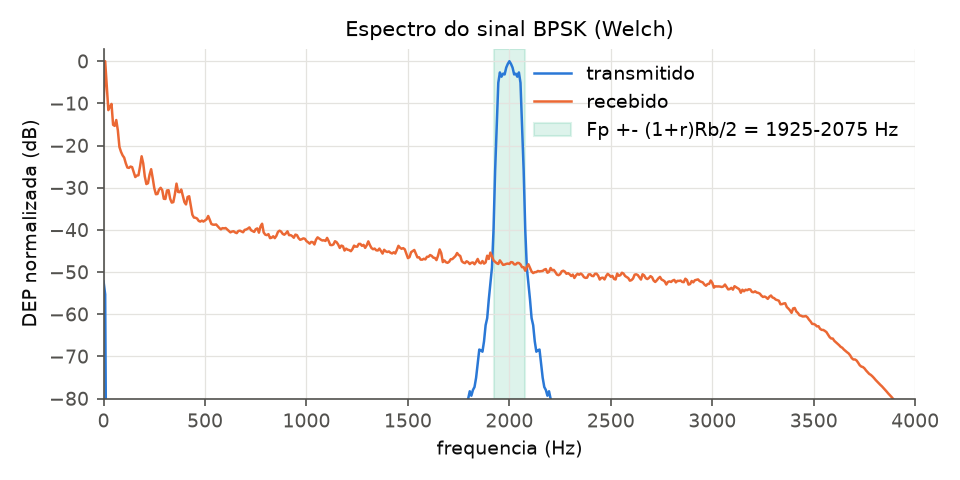 Espectro do sinal BPSK (Welch)
transmitido
recebido
Fp +- (1+r)Rb/2 = 1925-2075 Hz
DEP normalizada (dB)
0
−10
−20
−30
−40
−50
−60
−70
−80
0 500 1000 1500 2000 2500 3000 3500 4000
frequencia (Hz)